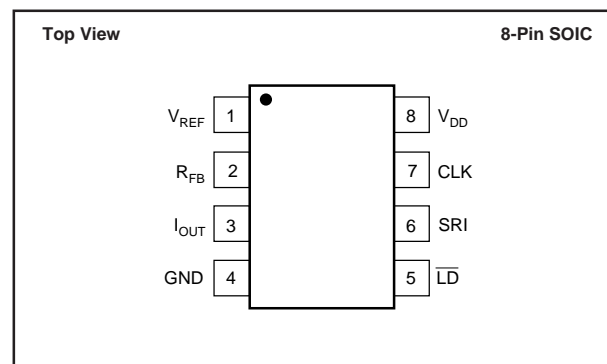 Top View 8-Pin SOIC
V_REF 1 8 V_DD
R_FB 2 7 CLK
I_OUT 3 6 SRI
GND 4 5 L̅D̅